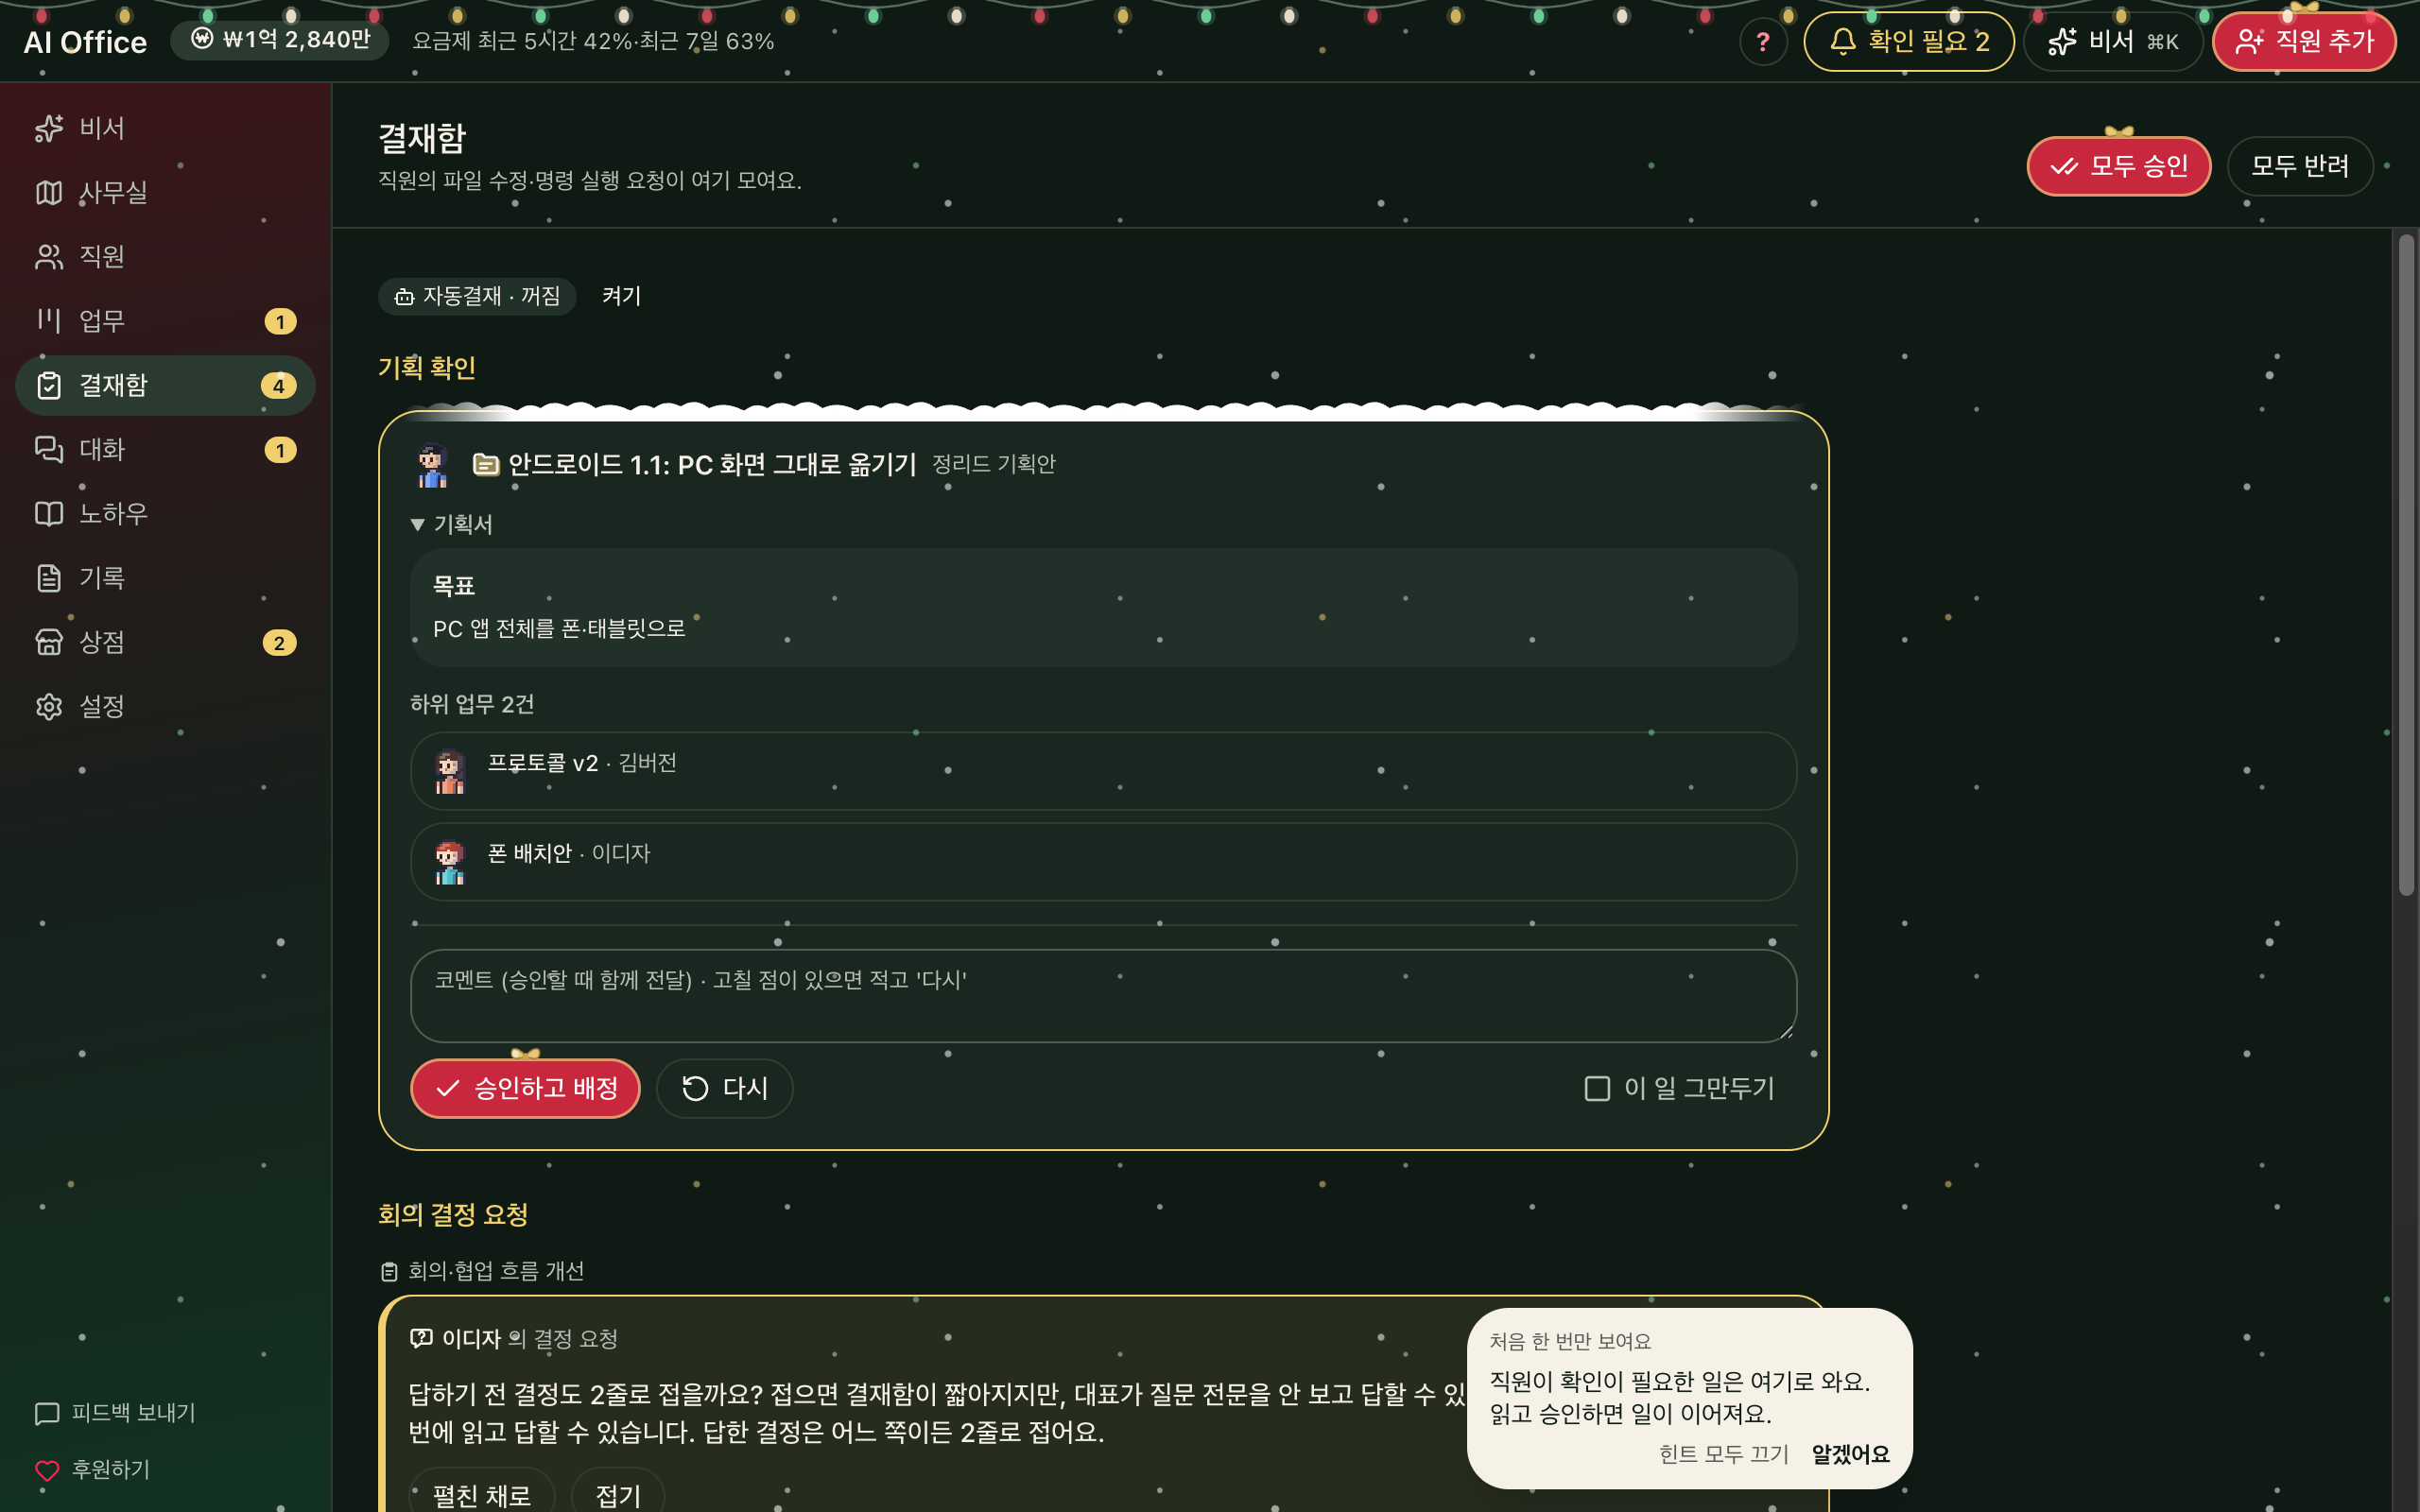 AI Office
₩1억 2,840만
요금제 최근 5시간 42%·최근 7일 63%
?
확인 필요 2
비서 ⌘K
직원 추가
비서
사무실
직원
업무 1
결재함 4
대화 1
노하우
기록
상점 2
설정
피드백 보내기
후원하기
결재함
직원의 파일 수정·명령 실행 요청이 여기 모여요.
모두 승인
모두 반려
자동결재 · 꺼짐
켜기
기획 확인
안드로이드 1.1: PC 화면 그대로 옮기기 정리드 기획안
▼ 기획서
목표
PC 앱 전체를 폰·태블릿으로
하위 업무 2건
프로토콜 v2 · 김버전
폰 배치안 · 이디자
코멘트 (승인할 때 함께 전달) · 고칠 점이 있으면 적고 '다시'
승인하고 배정
다시
이 일 그만두기
회의 결정 요청
회의·협업 흐름 개선
이디자 의 결정 요청
답하기 전 결정도 2줄로 접을까요? 접으면 결재함이 짧아지지만, 대표가 질문 전문을 안 보고 답할 수 있
번에 읽고 답할 수 있습니다. 답한 결정은 어느 쪽이든 2줄로 접어요.
펼친 채로
접기
처음 한 번만 보여요
직원이 확인이 필요한 일은 여기로 와요.
읽고 승인하면 일이 이어져요.
힌트 모두 끄기
알겠어요